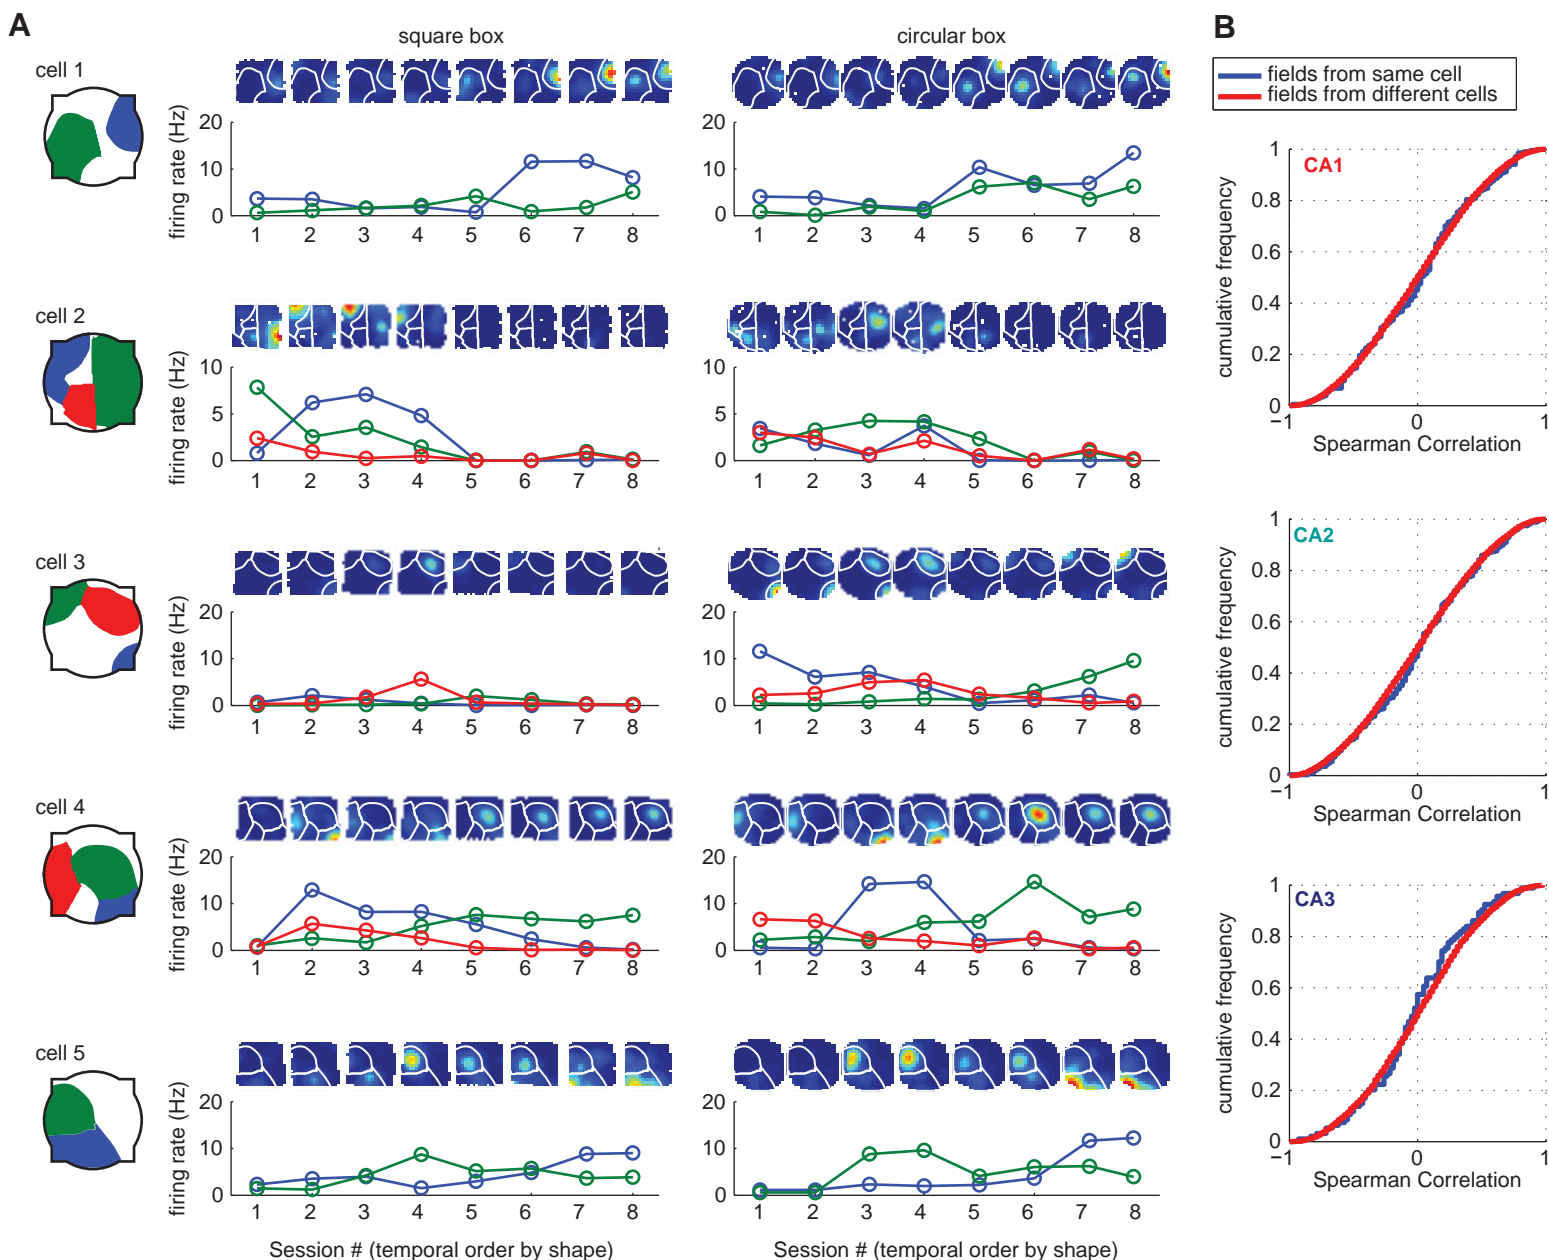 A
square box
circular box
cell 1
firing rate (Hz)
20
10
0
1 2 3 4 5 6 7 8
20
10
0
1 2 3 4 5 6 7 8
cell 2
firing rate (Hz)
10
5
0
1 2 3 4 5 6 7 8
10
5
0
1 2 3 4 5 6 7 8
cell 3
firing rate (Hz)
20
10
0
1 2 3 4 5 6 7 8
20
10
0
1 2 3 4 5 6 7 8
cell 4
firing rate (Hz)
20
10
0
1 2 3 4 5 6 7 8
20
10
0
1 2 3 4 5 6 7 8
cell 5
firing rate (Hz)
20
10
0
1 2 3 4 5 6 7 8
Session # (temporal order by shape)
20
10
0
1 2 3 4 5 6 7 8
Session # (temporal order by shape)
B
fields from same cell
fields from different cells
CA1
cumulative frequency
1
0.8
0.6
0.4
0.2
0
−1 0 1
Spearman Correlation
CA2
cumulative frequency
1
0.8
0.6
0.4
0.2
0
−1 0 1
Spearman Correlation
CA3
cumulative frequency
1
0.8
0.6
0.4
0.2
0
−1 0 1
Spearman Correlation